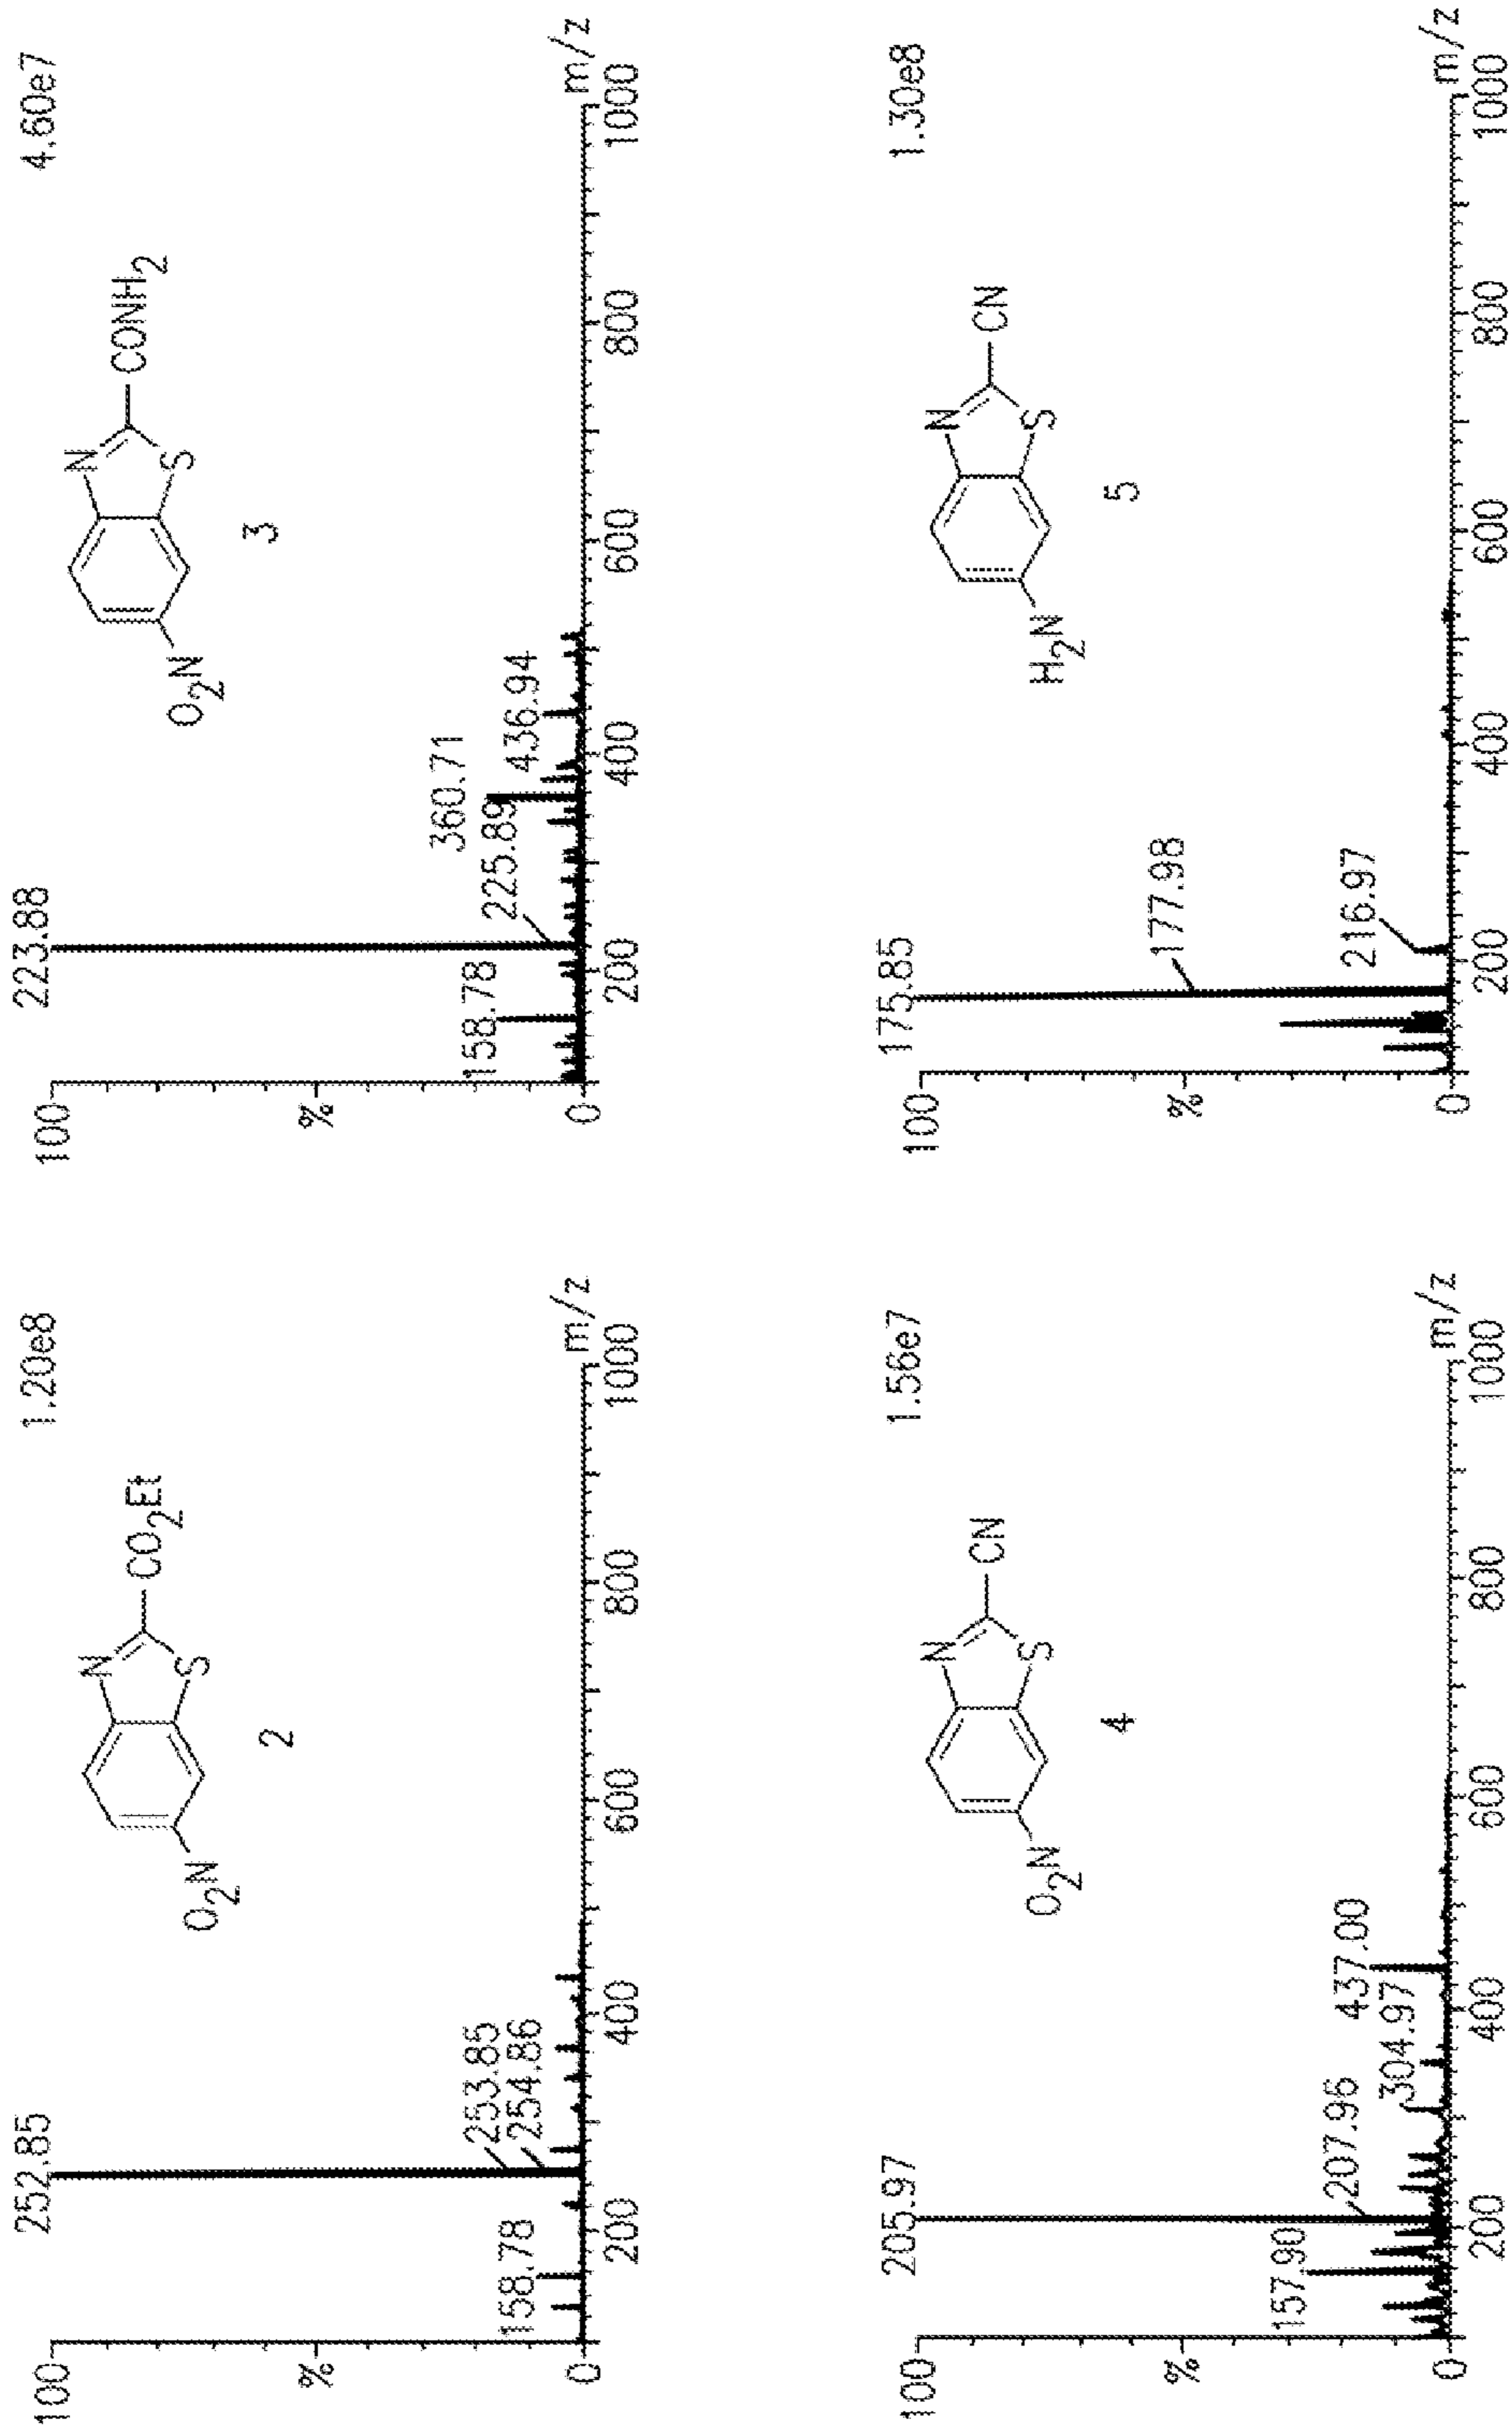 252.85
1.20e8
100
%
0
158.78
253.85
254.86
O2N
N
S
CO2Et
2
200
400
600
800
1000
m/z
223.88
4.60e7
100
%
0
158.78
225.89
360.71
436.94
O2N
N
S
CONH2
3
200
400
600
800
1000
m/z
205.97
1.56e7
100
%
0
157.90
207.96
304.97
437.00
O2N
N
S
CN
4
200
400
600
800
1000
m/z
175.85
1.30e8
100
%
0
177.98
216.97
H2N
N
S
CN
5
200
400
600
800
1000
m/z